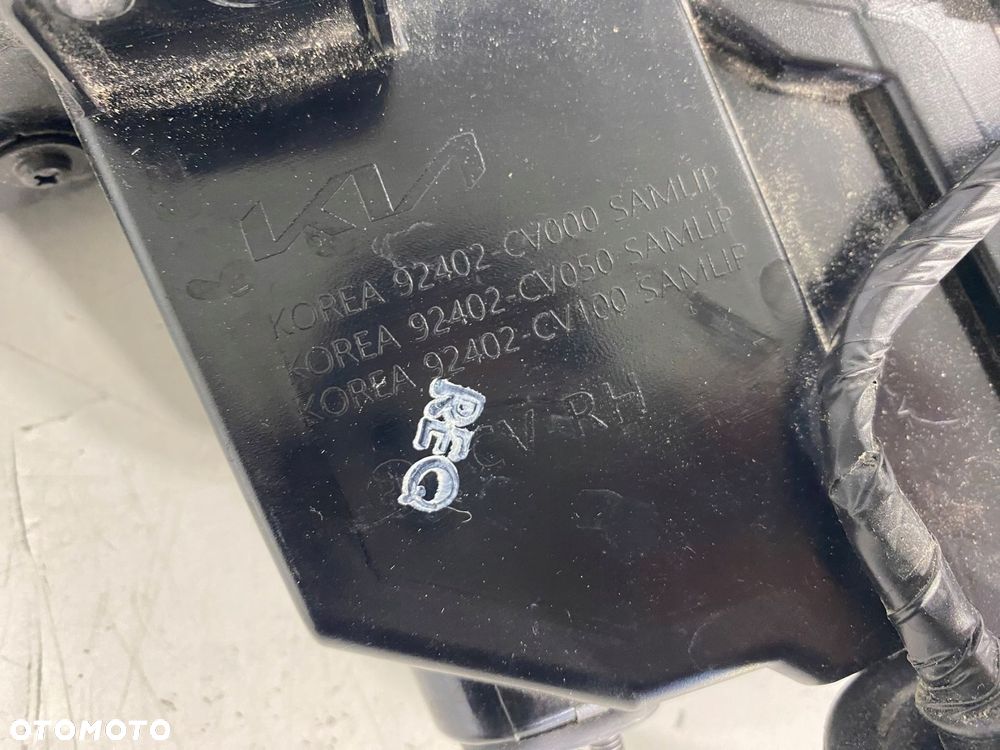 KIA
KOREA 92402-CV000 SAMLIP
KOREA 92402-CV050 SAMLIP
KOREA 92402-CV100 SAMLIP
CV RH
REQ
OTOMOTO